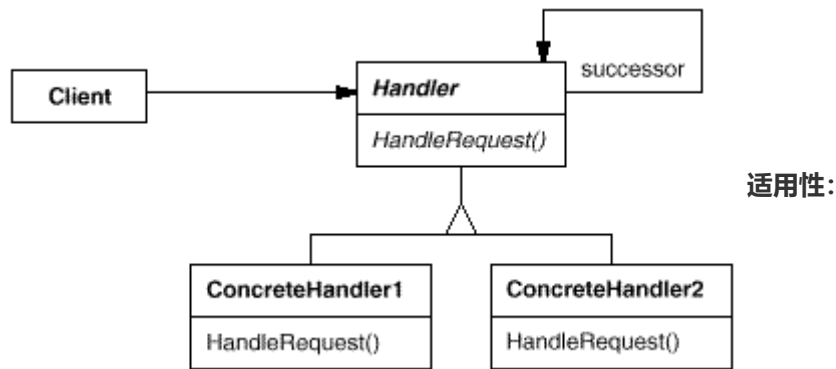 successor
Client
Handler
HandleRequest()
适用性：
ConcreteHandler1
ConcreteHandler2
HandleRequest()
HandleRequest()